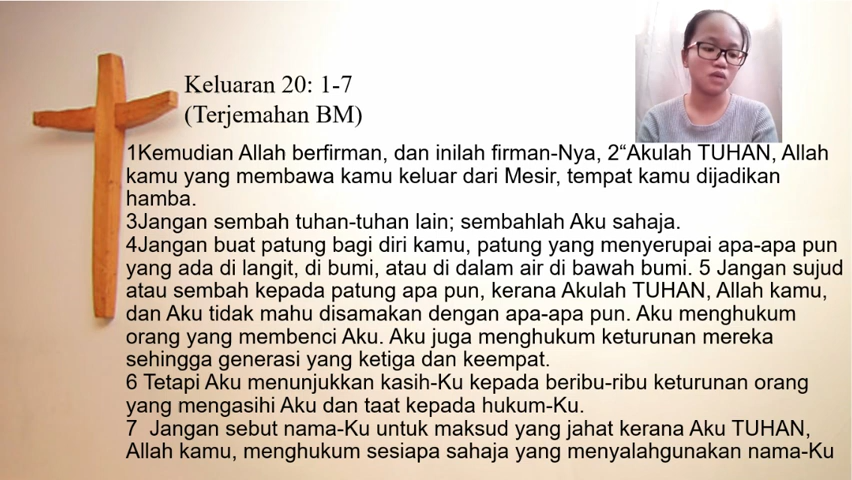 Keluaran 20: 1-7
(Terjemahan BM)
1Kemudian Allah berfirman, dan inilah firman-Nya, 2“Akulah TUHAN, Allah
kamu yang membawa kamu keluar dari Mesir, tempat kamu dijadikan
hamba.
3Jangan sembah tuhan-tuhan lain; sembahlah Aku sahaja.
4Jangan buat patung bagi diri kamu, patung yang menyerupai apa-apa pun
yang ada di langit, di bumi, atau di dalam air di bawah bumi. 5 Jangan sujud
atau sembah kepada patung apa pun, kerana Akulah TUHAN, Allah kamu,
dan Aku tidak mahu disamakan dengan apa-apa pun. Aku menghukum
orang yang membenci Aku. Aku juga menghukum keturunan mereka
sehingga generasi yang ketiga dan keempat.
6 Tetapi Aku menunjukkan kasih-Ku kepada beribu-ribu keturunan orang
yang mengasihi Aku dan taat kepada hukum-Ku.
7 Jangan sebut nama-Ku untuk maksud yang jahat kerana Aku TUHAN,
Allah kamu, menghukum sesiapa sahaja yang menyalahgunakan nama-Ku